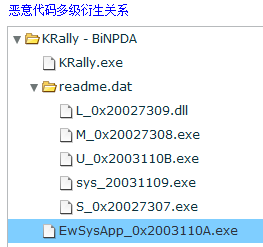 恶意代码多级衍生关系
KRally - BiNPDA
KRally.exe
readme.dat
L_0x20027309.dll
M_0x20027308.exe
U_0x2003110B.exe
sys_20031109.exe
S_0x20027307.exe
EwSysApp_0x2003110A.exe